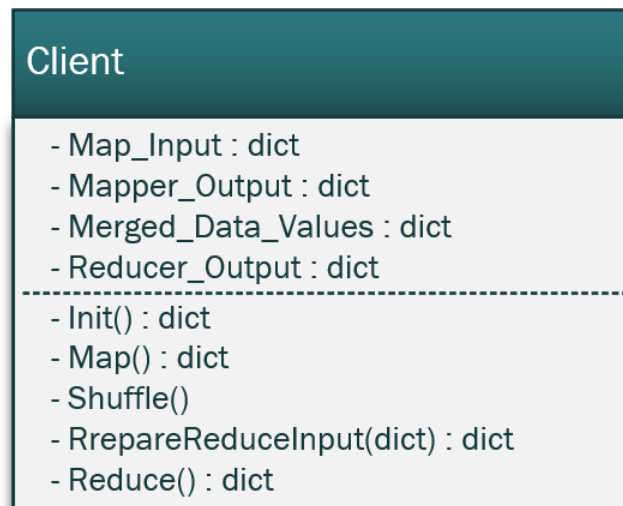 Client
- Map_Input : dict
- Mapper_Output : dict
- Merged_Data_Values : dict
- Reducer_Output : dict
- Init() : dict
- Map() : dict
- Shuffle()
- RrepareReduceInput(dict) : dict
- Reduce() : dict